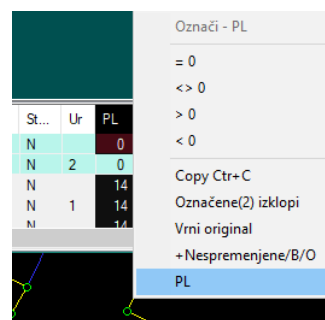 Označi - PL
= 0
<> 0
> 0
< 0
St... Ur PL
N 0
N 2 0
N 14
N 1 14
N 14
Copy Ctr+C
Označene(2) izklopi
Vrni original
+Nespremenjene/B/O
PL